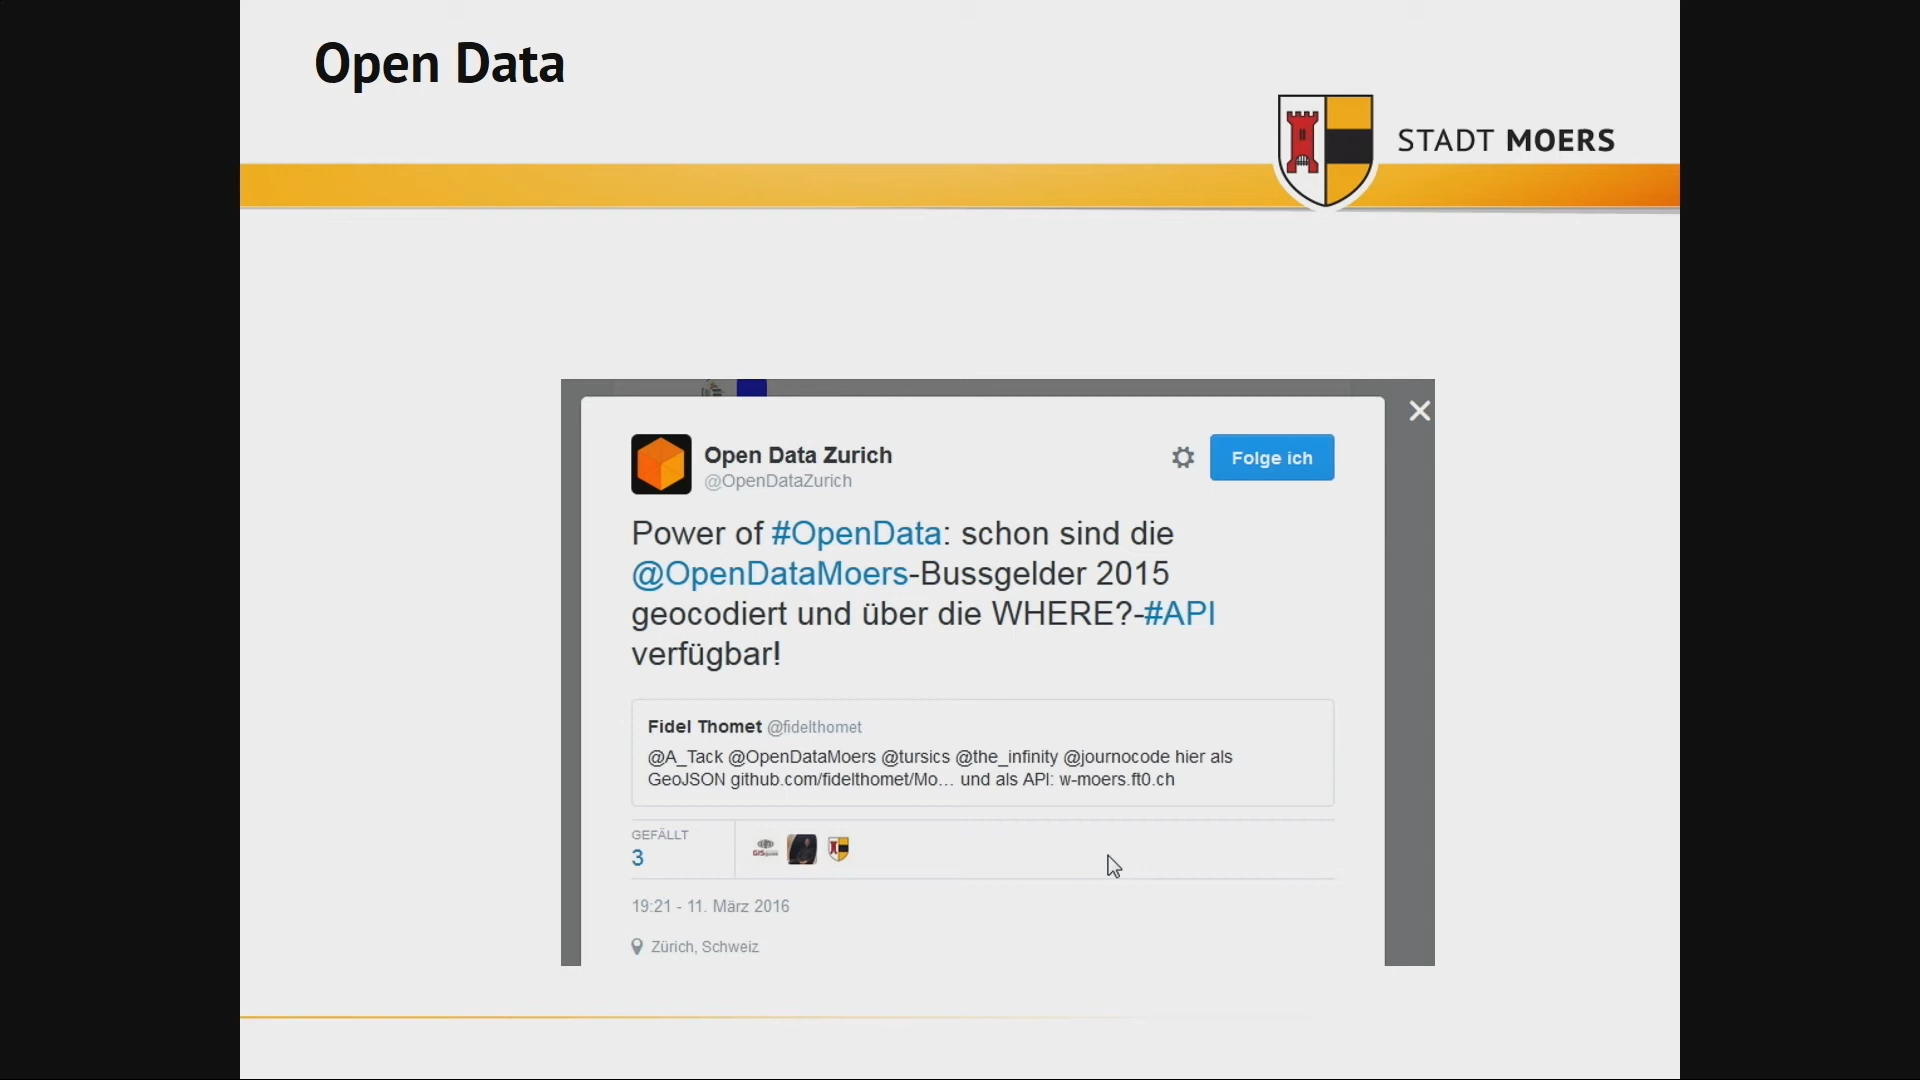 Open Data
STADT MOERS
Open Data Zurich
@OpenDataZurich
Folge ich
Power of #OpenData: schon sind die
@OpenDataMoers-Bussgelder 2015
geocodiert und über die WHERE?-#API
verfügbar!
Fidel Thomet @fidelthomet
@A_Tack @OpenDataMoers @tursics @the_infinity @journocode hier als
GeoJSON github.com/fidelthomet/Mo… und als API: w-moers.ft0.ch
GEFÄLLT
3
19:21 - 11. März 2016
Zürich, Schweiz